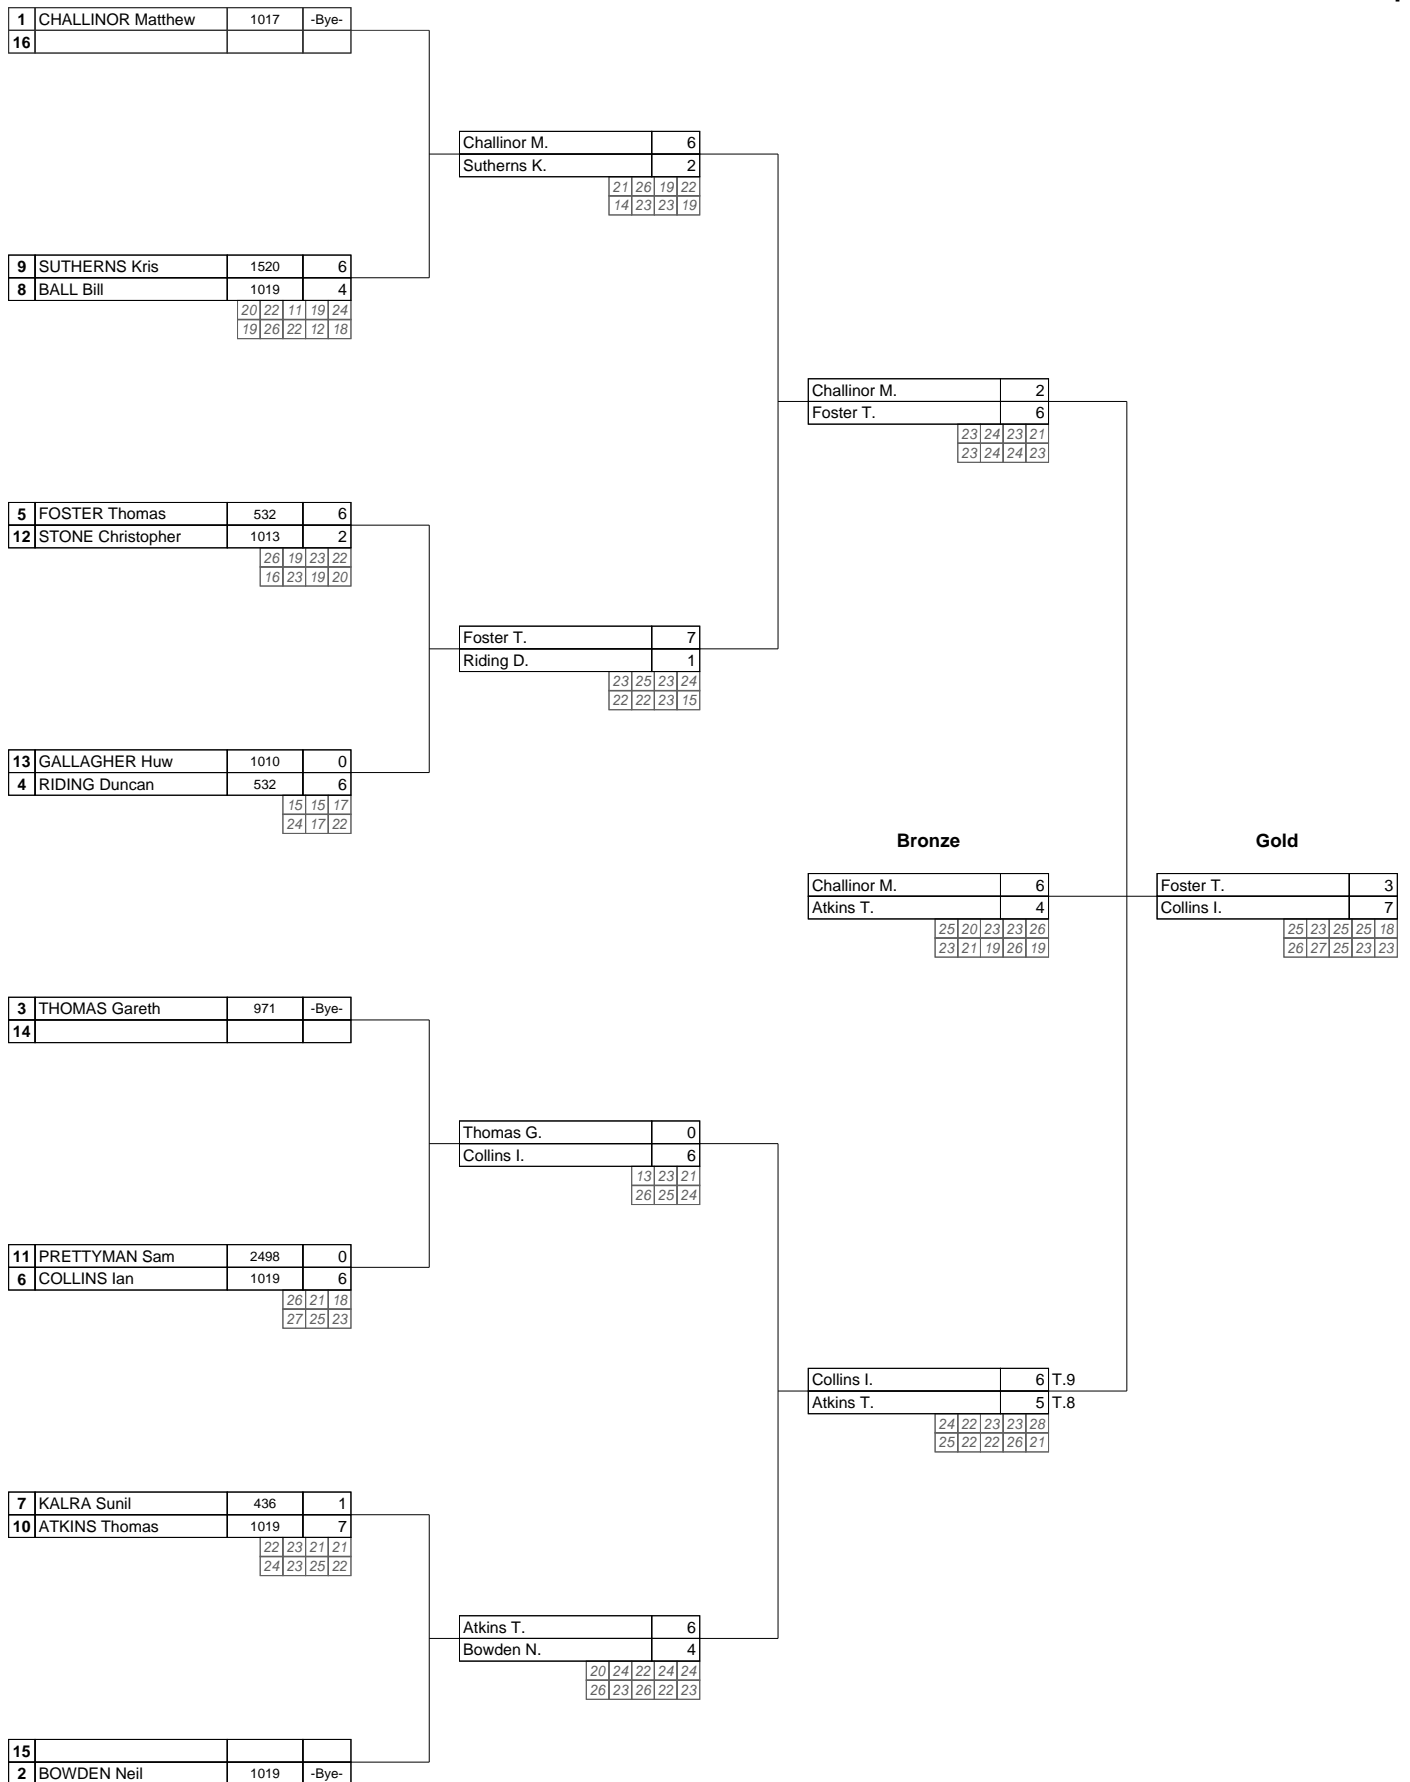 1 CHALLINOR Matthew 1017 -Bye-
16
Challinor M. 6
Sutherns K. 2
21 26 19 22
14 23 23 19
9 SUTHERNS Kris 1520 6
8 BALL Bill 1019 4
20 22 11 19 24
19 26 22 12 18
Challinor M. 2
Foster T. 6
23 24 23 21
23 24 24 23
5 FOSTER Thomas 532 6
12 STONE Christopher 1013 2
26 19 23 22
16 23 19 20
Foster T. 7
Riding D. 1
23 25 23 24
22 22 23 15
13 GALLAGHER Huw 1010 0
4 RIDING Duncan 532 6
15 15 17
24 17 22
Bronze
Challinor M. 6
Atkins T. 4
25 20 23 23 26
23 21 19 26 19
Gold
Foster T. 3
Collins I. 7
25 23 25 25 18
26 27 25 23 23
3 THOMAS Gareth 971 -Bye-
14
Thomas G. 0
Collins I. 6
13 23 21
26 25 24
11 PRETTYMAN Sam 2498 0
6 COLLINS Ian 1019 6
26 21 18
27 25 23
Collins I. 6 T.9
Atkins T. 5 T.8
24 22 23 23 28
25 22 22 26 21
7 KALRA Sunil 436 1
10 ATKINS Thomas 1019 7
22 23 21 21
24 23 25 22
Atkins T. 6
Bowden N. 4
20 24 22 24 24
26 23 26 22 23
15
2 BOWDEN Neil 1019 -Bye-